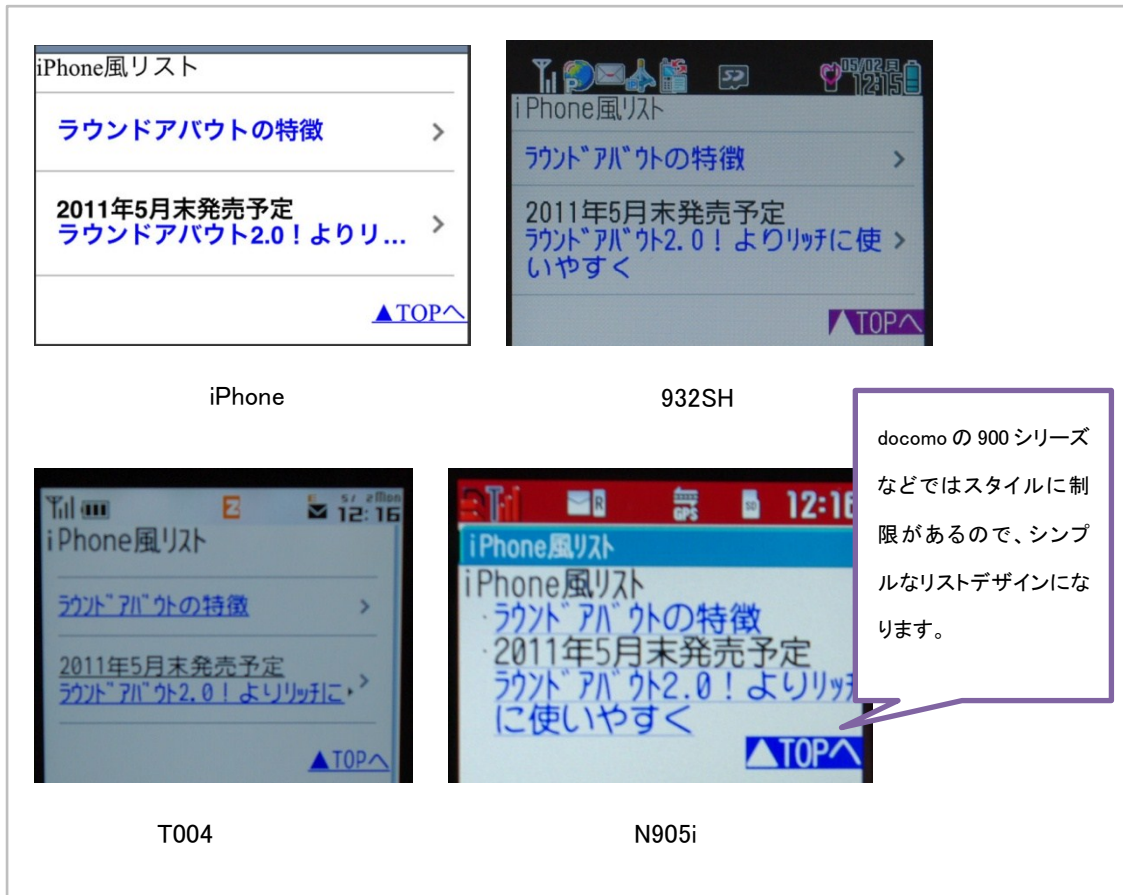 iPhone風リスト
ラウンドアバウトの特徴
2011年5月末発売予定
ラウンドアバウト2.0！よりリ...
▲TOPへ
iPhone
05/02月
12:15
iPhone風ﾘｽﾄ
ﾗｳﾝﾄﾞｱﾊﾞｳﾄの特徴
2011年5月末発売予定
ﾗｳﾝﾄﾞｱﾊﾞｳﾄ2.0！よりﾘｯﾁに使
いやすく
▲TOPへ
932SH
5/ 2Mon
12:16
iPhone風ﾘｽﾄ
ﾗｳﾝﾄﾞｱﾊﾞｳﾄの特徴
2011年5月末発売予定
ﾗｳﾝﾄﾞｱﾊﾞｳﾄ2.0！よりﾘｯﾁに
▲TOPへ
T004
R
GPS
SD
12:16
iPhone風ﾘｽﾄ
iPhone風ﾘｽﾄ
ﾗｳﾝﾄﾞｱﾊﾞｳﾄの特徴
2011年5月末発売予定
ﾗｳﾝﾄﾞｱﾊﾞｳﾄ2.0！よりﾘｯﾁ
に使いやすく
▲TOPへ
N905i
docomo の 900 シリーズ
などではスタイルに制
限があるので、シンプ
ルなリストデザインにな
ります。